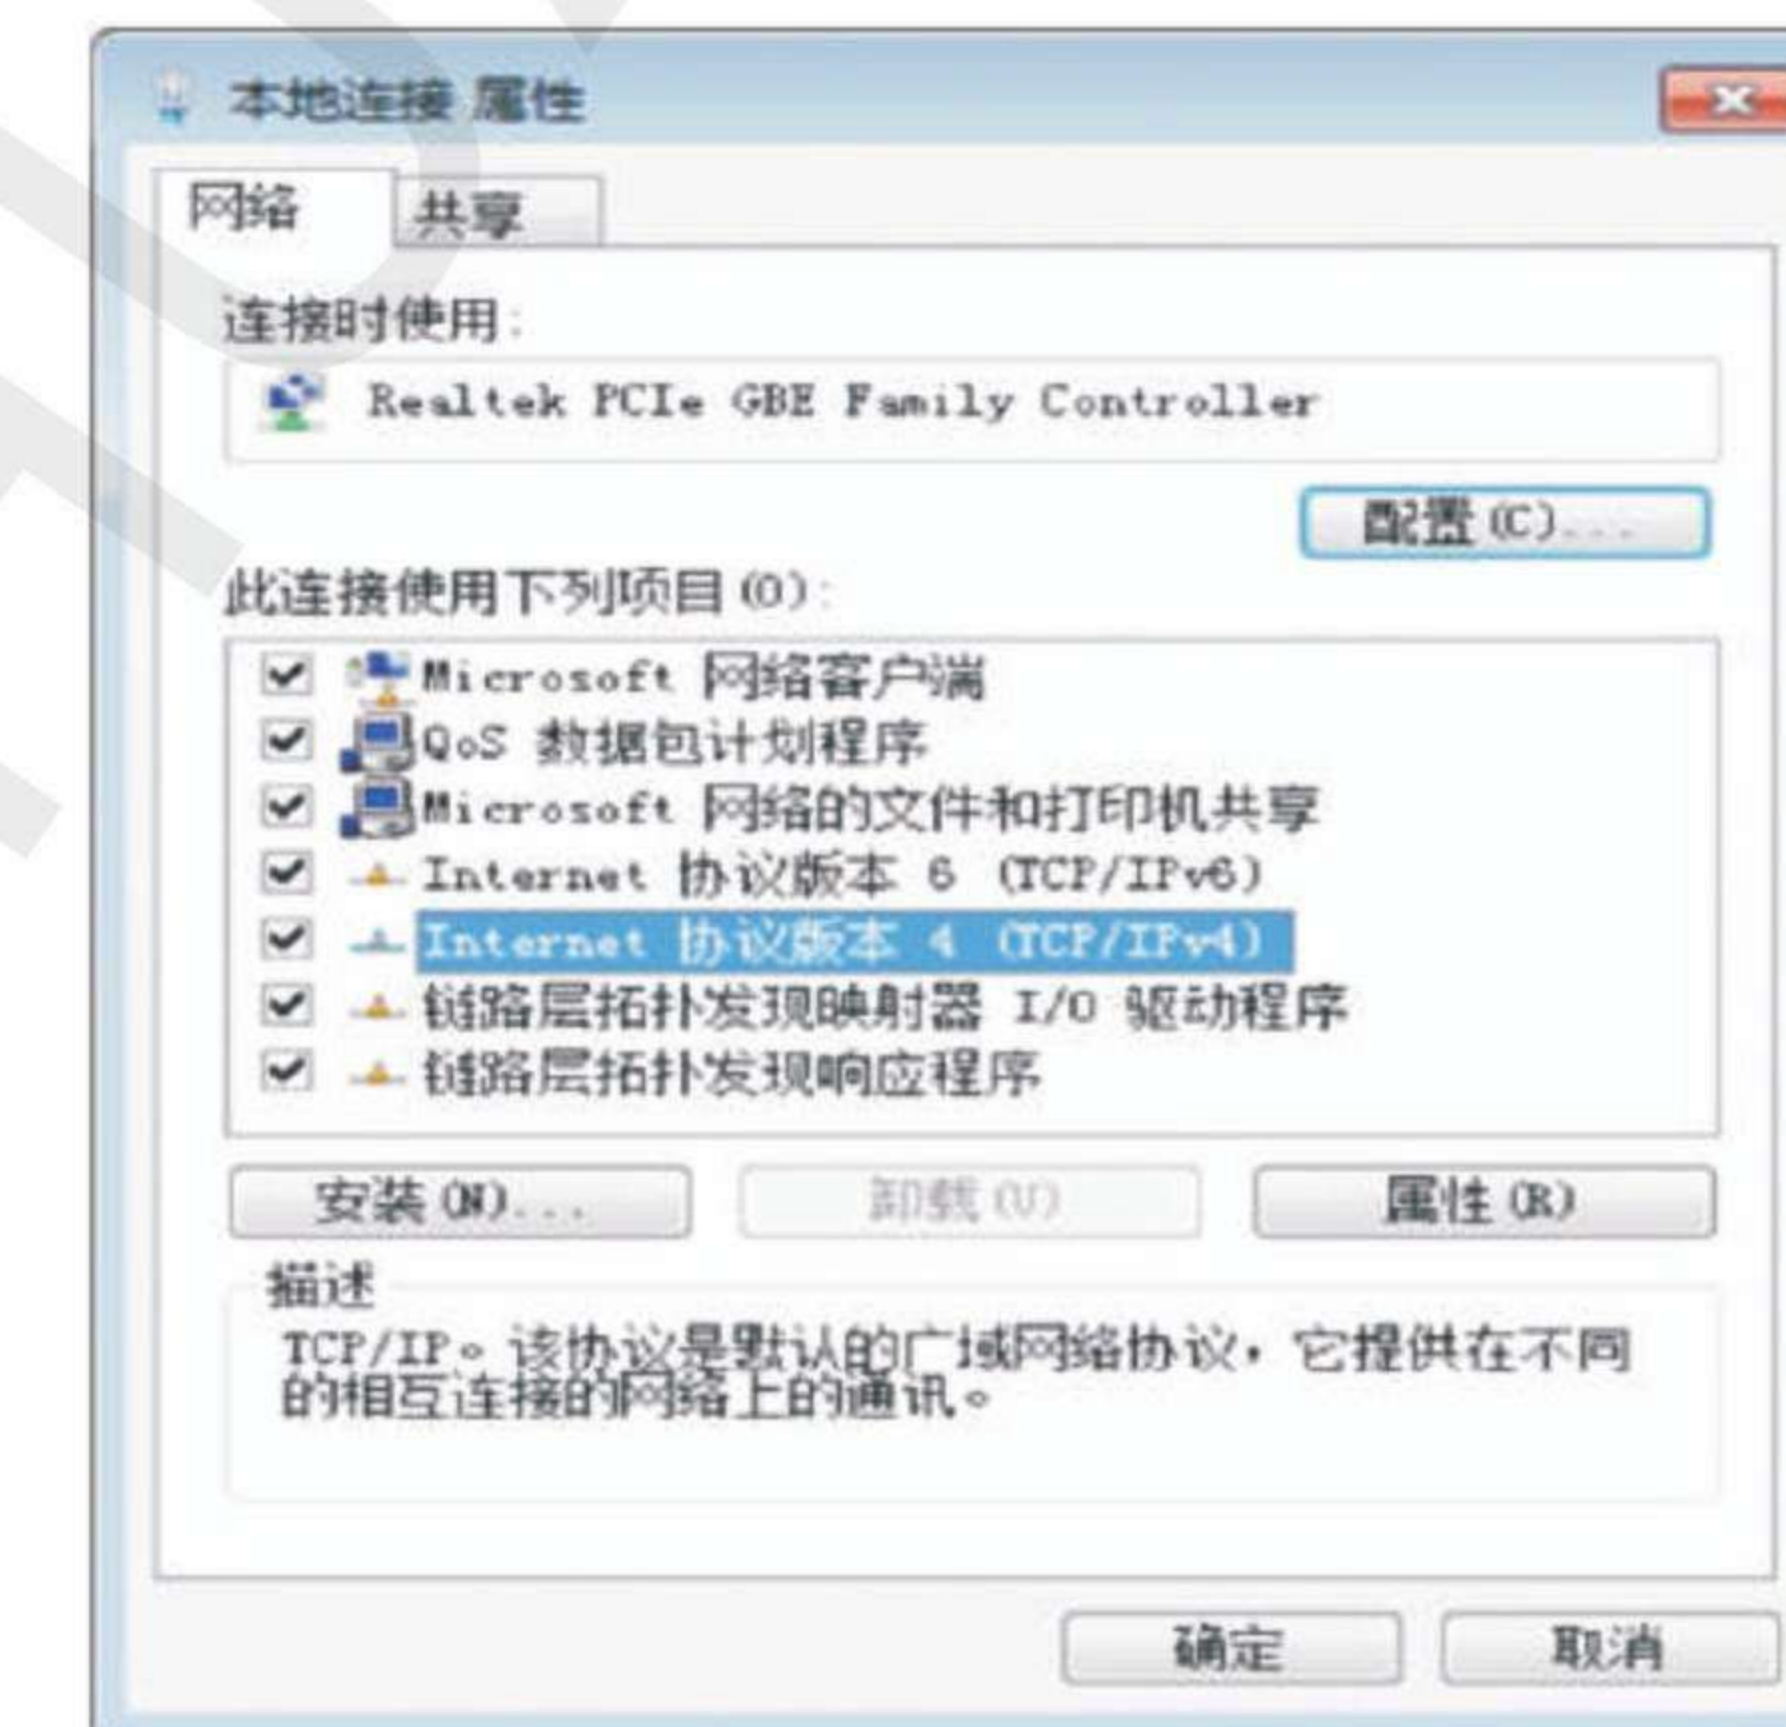 本地连接 属性
网络
共享
连接时使用:
Realtek PCIe GBE Family Controller
配置(C)...
此连接使用下列项目(O):
Microsoft 网络客户端
QoS 数据包计划程序
Microsoft 网络的文件和打印机共享
Internet 协议版本 6 (TCP/IPv6)
Internet 协议版本 4 (TCP/IPv4)
链路层拓扑发现映射器 I/O 驱动程序
链路层拓扑发现响应程序
安装(N)...
卸载(U)
属性(R)
描述
TCP/IP。该协议是默认的广域网络协议，它提供在不同
的相互连接的网络上的通讯。
确定
取消